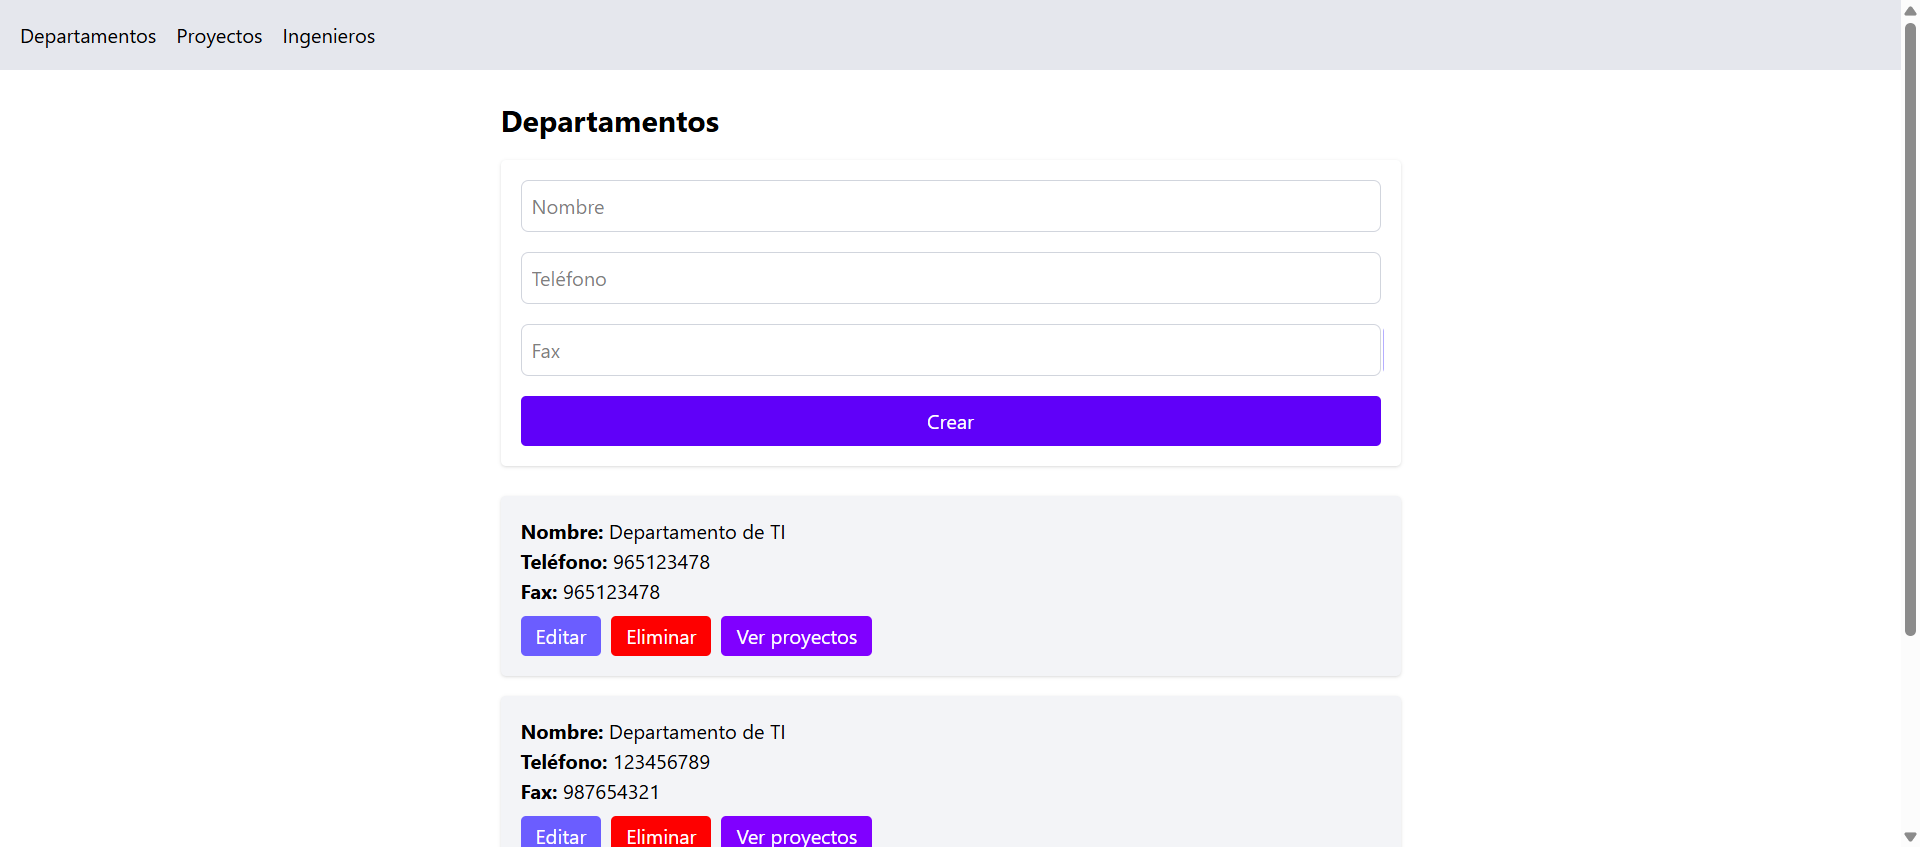 Departamentos Proyectos Ingenieros
Departamentos
Nombre
Teléfono
Fax
Crear
Nombre: Departamento de TI
Teléfono: 965123478
Fax: 965123478
Editar Eliminar Ver proyectos
Nombre: Departamento de TI
Teléfono: 123456789
Fax: 987654321
Editar Eliminar Ver proyectos